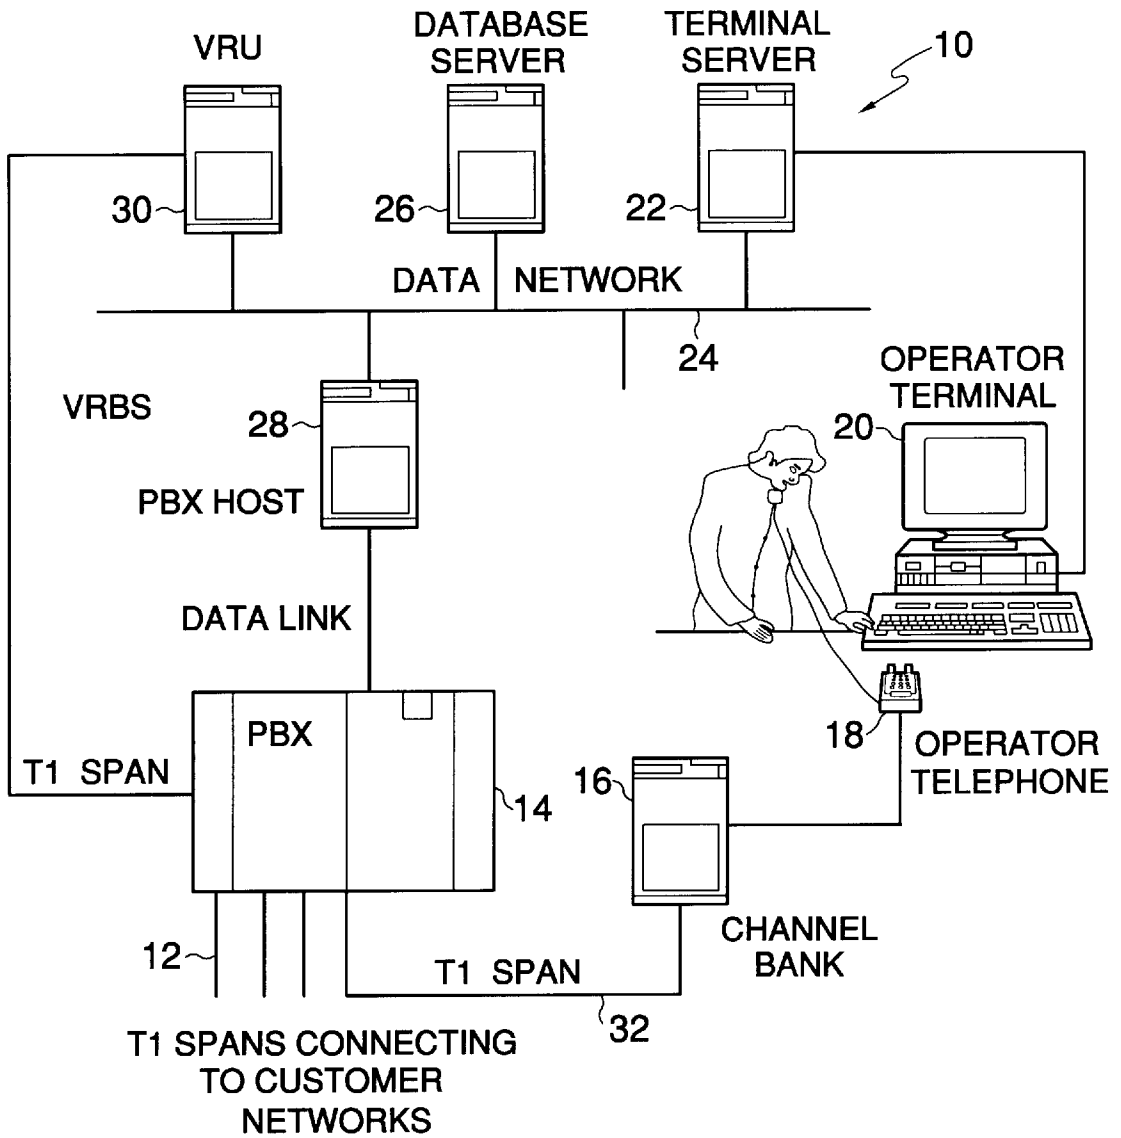 VRU
DATABASE
SERVER
TERMINAL
SERVER
10
30
26
22
DATA NETWORK
24
VRBS
28
PBX HOST
OPERATOR
TERMINAL
20
DATA LINK
PBX
14
T1 SPAN
16
18
OPERATOR
TELEPHONE
12
CHANNEL
BANK
T1 SPAN
32
T1 SPANS CONNECTING
TO CUSTOMER
NETWORKS